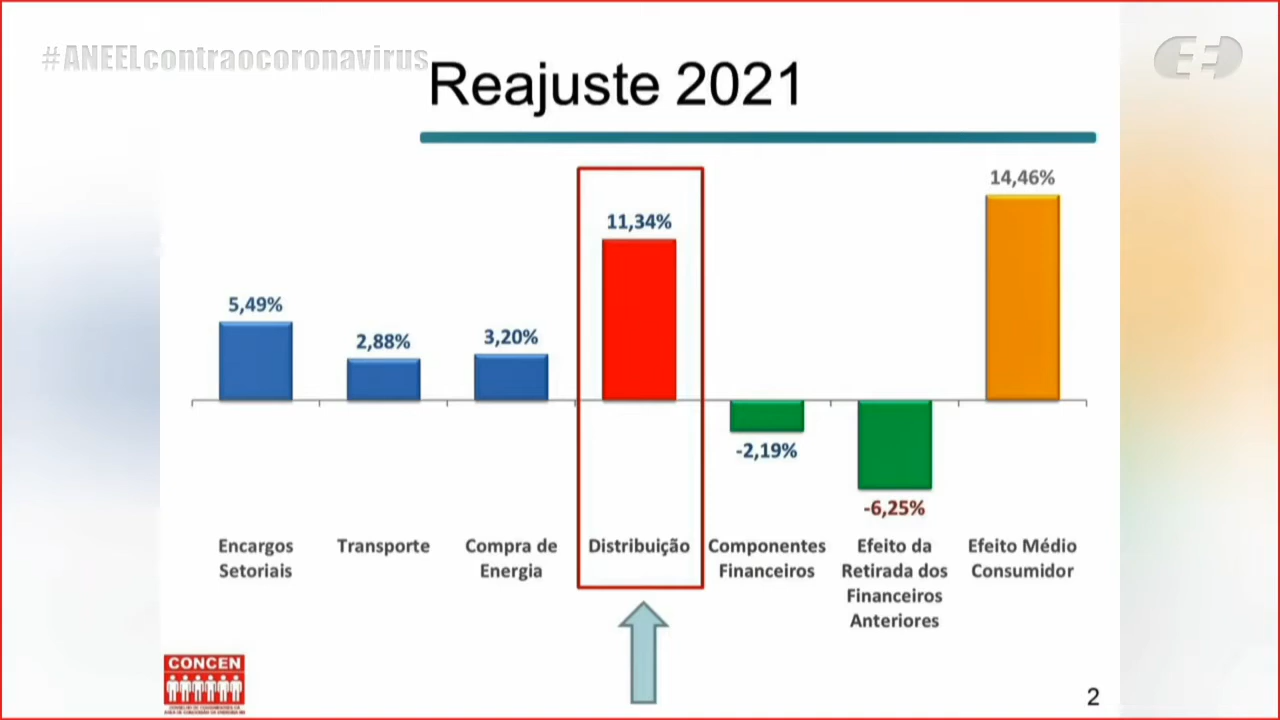 #ANEELcontraocoronavirus
Reajuste 2021
14,46%
11,34%
5,49%
2,88%
3,20%
-2,19%
-6,25%
Encargos
Setoriais
Transporte
Compra de
Energia
Distribuição
Componentes
Financeiros
Efeito da
Retirada dos
Financeiros
Anteriores
Efeito Médio
Consumidor
CONCEN
2